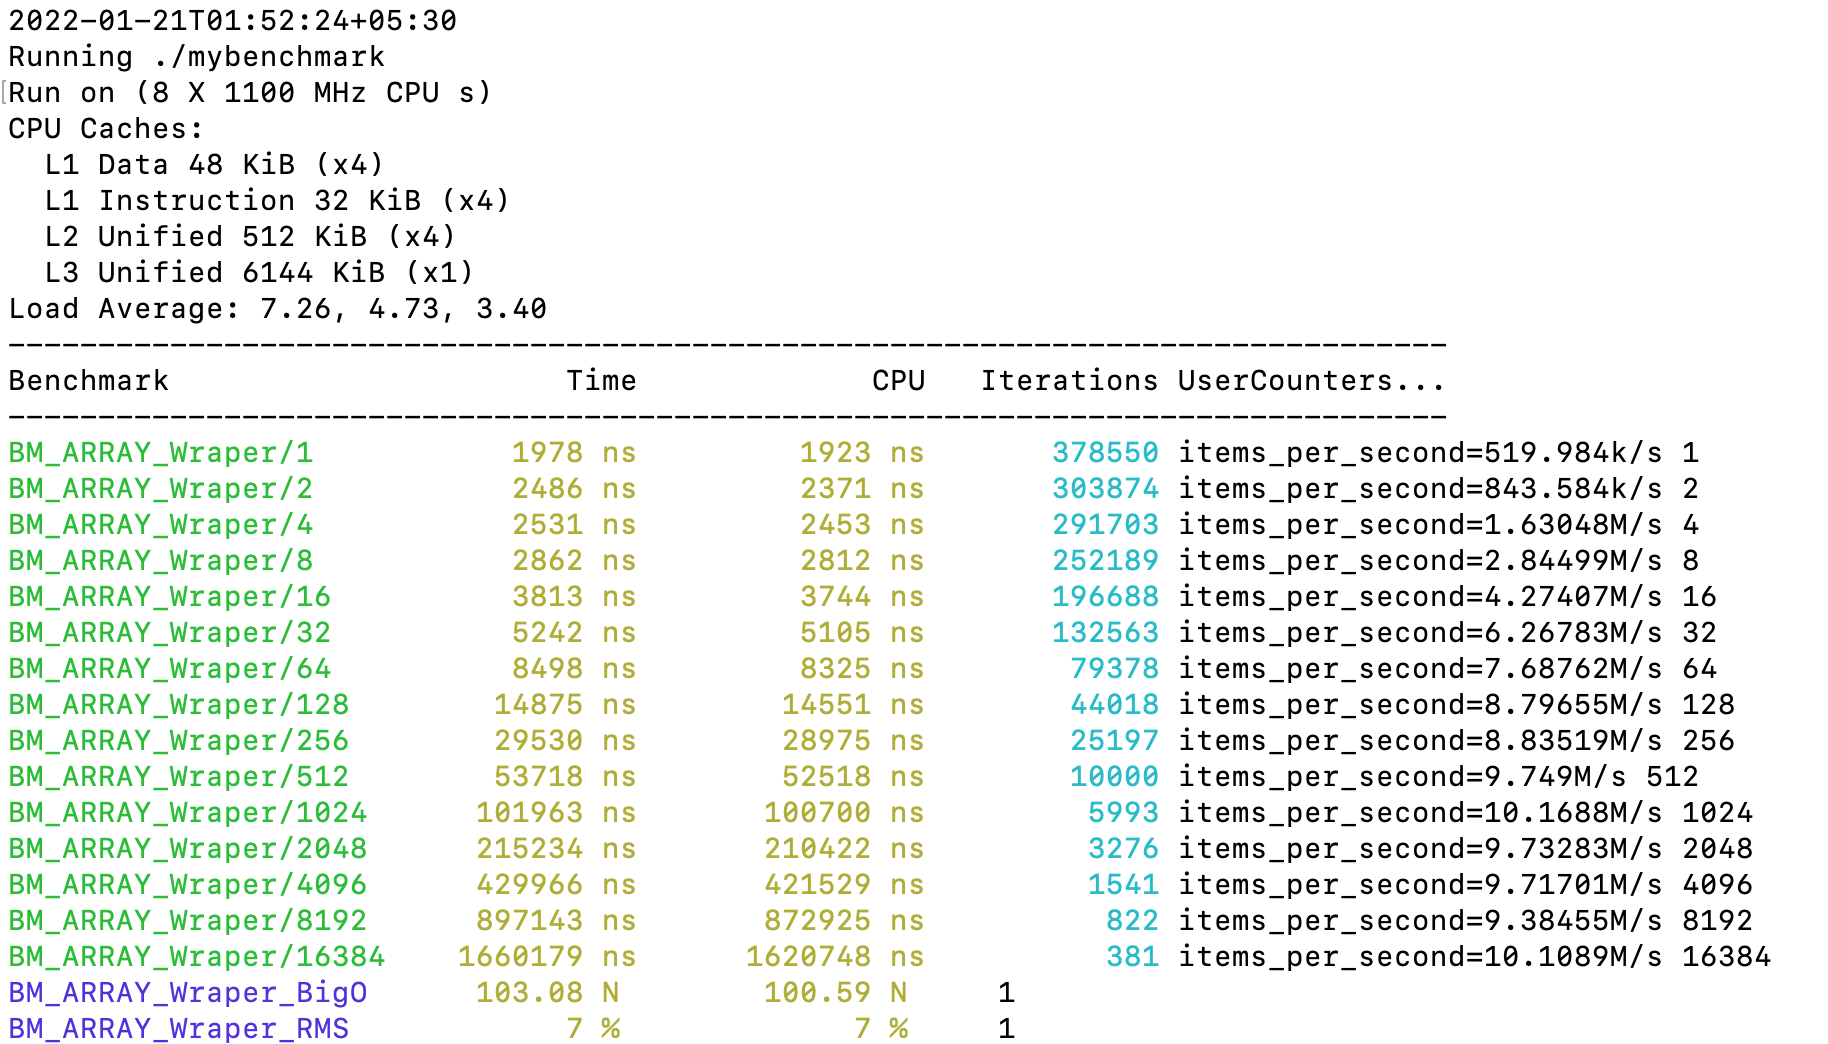 2022-01-21T01:52:24+05:30
Running ./mybenchmark
Run on (8 X 1100 MHz CPU s)
CPU Caches:
  L1 Data 48 KiB (x4)
  L1 Instruction 32 KiB (x4)
  L2 Unified 512 KiB (x4)
  L3 Unified 6144 KiB (x1)
Load Average: 7.26, 4.73, 3.40
--------------------------------------------------------------------------------
Benchmark                      Time             CPU   Iterations UserCounters...
--------------------------------------------------------------------------------
BM_ARRAY_Wraper/1           1978 ns         1923 ns       378550 items_per_second=519.984k/s 1
BM_ARRAY_Wraper/2           2486 ns         2371 ns       303874 items_per_second=843.584k/s 2
BM_ARRAY_Wraper/4           2531 ns         2453 ns       291703 items_per_second=1.63048M/s 4
BM_ARRAY_Wraper/8           2862 ns         2812 ns       252189 items_per_second=2.84499M/s 8
BM_ARRAY_Wraper/16          3813 ns         3744 ns       196688 items_per_second=4.27407M/s 16
BM_ARRAY_Wraper/32          5242 ns         5105 ns       132563 items_per_second=6.26783M/s 32
BM_ARRAY_Wraper/64          8498 ns         8325 ns        79378 items_per_second=7.68762M/s 64
BM_ARRAY_Wraper/128        14875 ns        14551 ns        44018 items_per_second=8.79655M/s 128
BM_ARRAY_Wraper/256        29530 ns        28975 ns        25197 items_per_second=8.83519M/s 256
BM_ARRAY_Wraper/512        53718 ns        52518 ns        10000 items_per_second=9.749M/s 512
BM_ARRAY_Wraper/1024      101963 ns       100700 ns         5993 items_per_second=10.1688M/s 1024
BM_ARRAY_Wraper/2048      215234 ns       210422 ns         3276 items_per_second=9.73283M/s 2048
BM_ARRAY_Wraper/4096      429966 ns       421529 ns         1541 items_per_second=9.71701M/s 4096
BM_ARRAY_Wraper/8192      897143 ns       872925 ns          822 items_per_second=9.38455M/s 8192
BM_ARRAY_Wraper/16384    1660179 ns      1620748 ns          381 items_per_second=10.1089M/s 16384
BM_ARRAY_Wraper_BigO      103.08 N        100.59 N     1
BM_ARRAY_Wraper_RMS            7 %             7 %     1